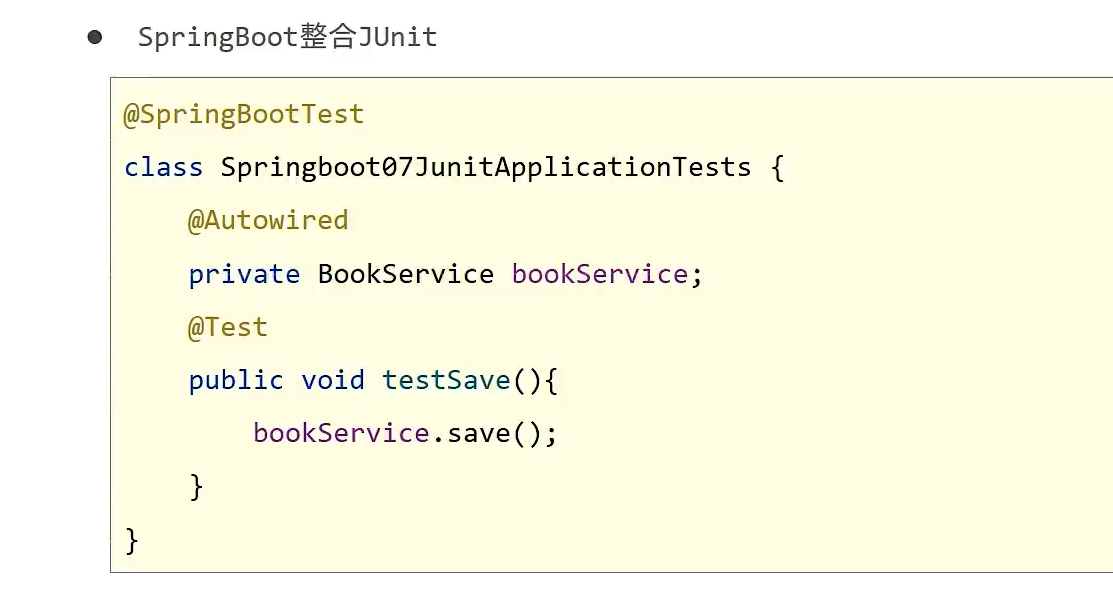 ● SpringBoot整合JUnit
@SpringBootTest
class Springboot07JunitApplicationTests {
    @Autowired
    private BookService bookService;
    @Test
    public void testSave(){
        bookService.save();
    }
}